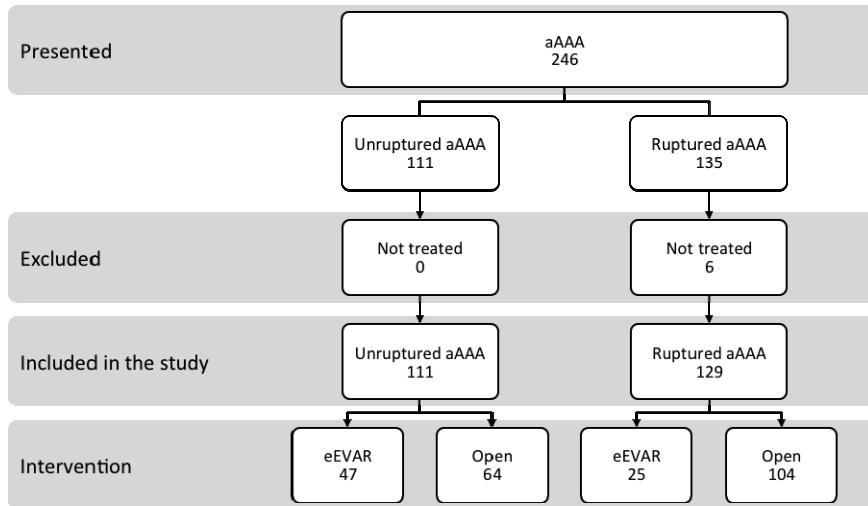 Presented
aAAA
246
Unruptured aAAA
111
Ruptured aAAA
135
Excluded
Not treated
0
Not treated
6
Included in the study
Unruptured aAAA
111
Ruptured aAAA
129
Intervention
eEVAR
47
Open
64
eEVAR
25
Open
104